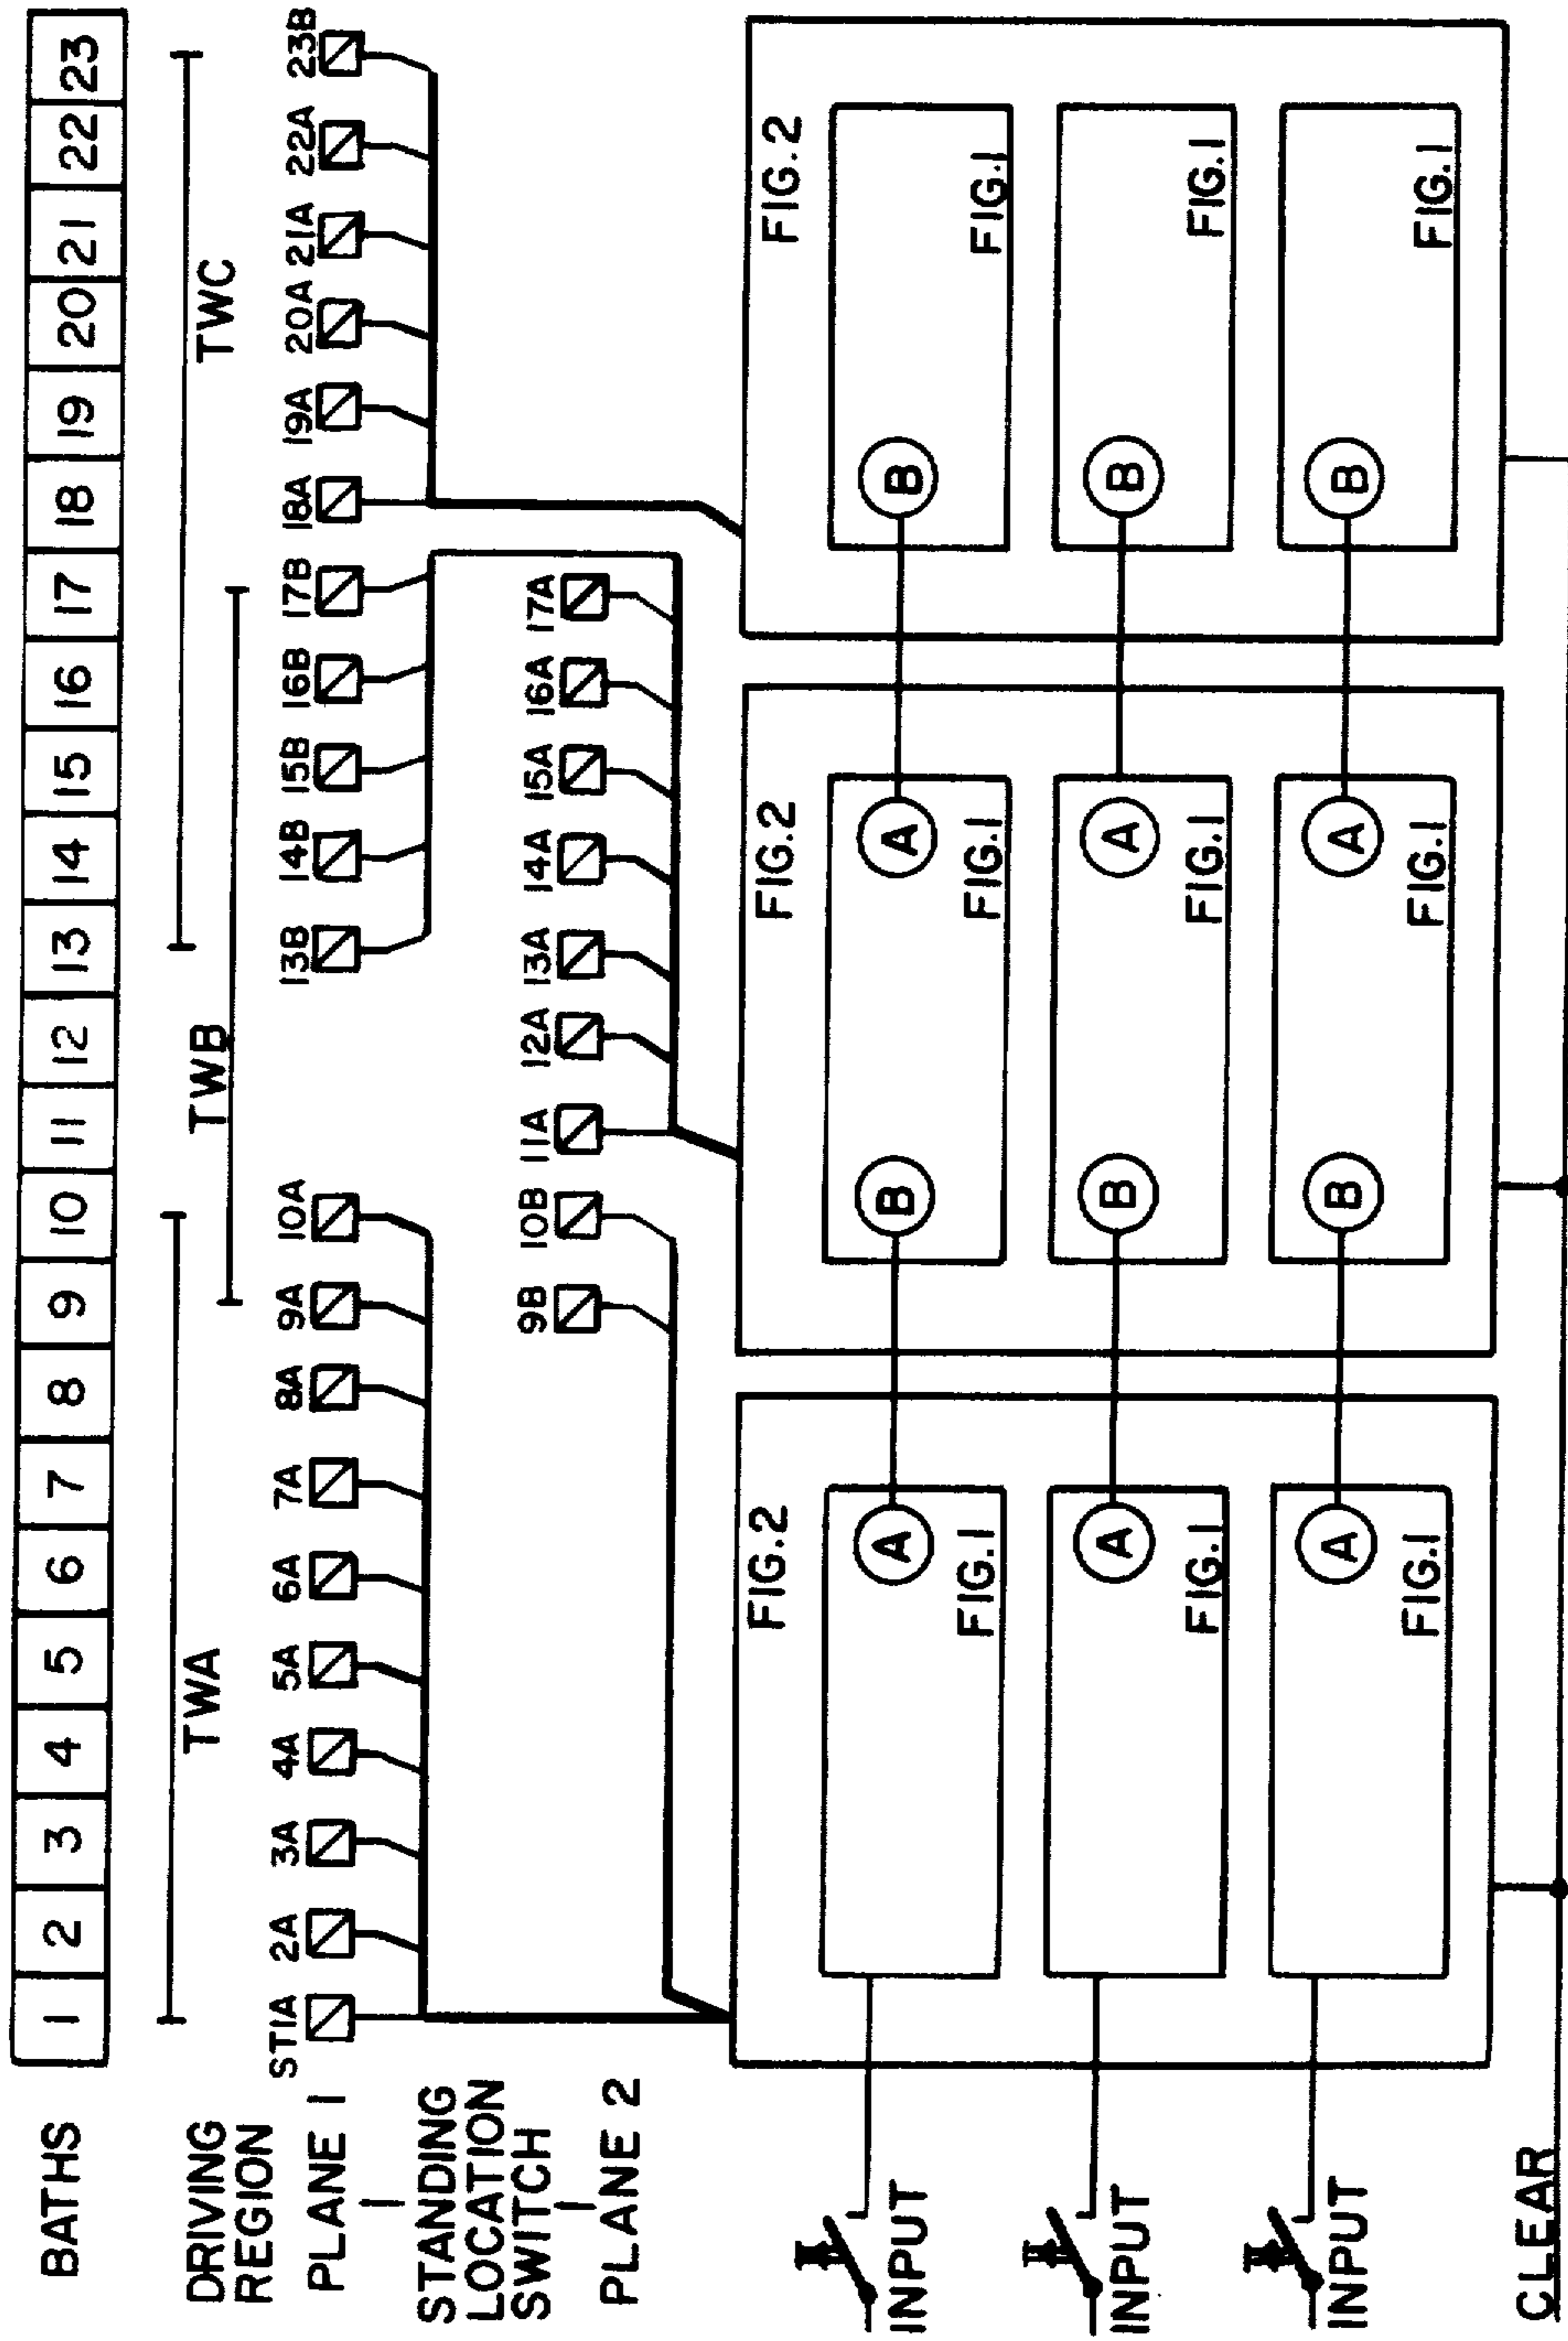 BATHS 1 2 3 4 5 6 7 8 9 10 11 12 13 14 15 16 17 18 19 20 21 22 23
DRIVING
REGION
TWA
TWB
TWC
PLANE 1
ST1A 2A 3A 4A 5A 6A 7A 8A 9A 10A 13B 14B 15B 16B 17B 18A 19A 20A 21A 22A 23B
STANDING
LOCATION
SWITCH
PLANE 2
9B 10B 11A 12A 13A 14A 15A 16A 17A
FIG.2 FIG.2 FIG.2
INPUT
A B A B
FIG.1 FIG.1 FIG.1
INPUT
A B A B
FIG.1 FIG.1 FIG.1
INPUT
A B A B
FIG.1 FIG.1 FIG.1
CLEAR